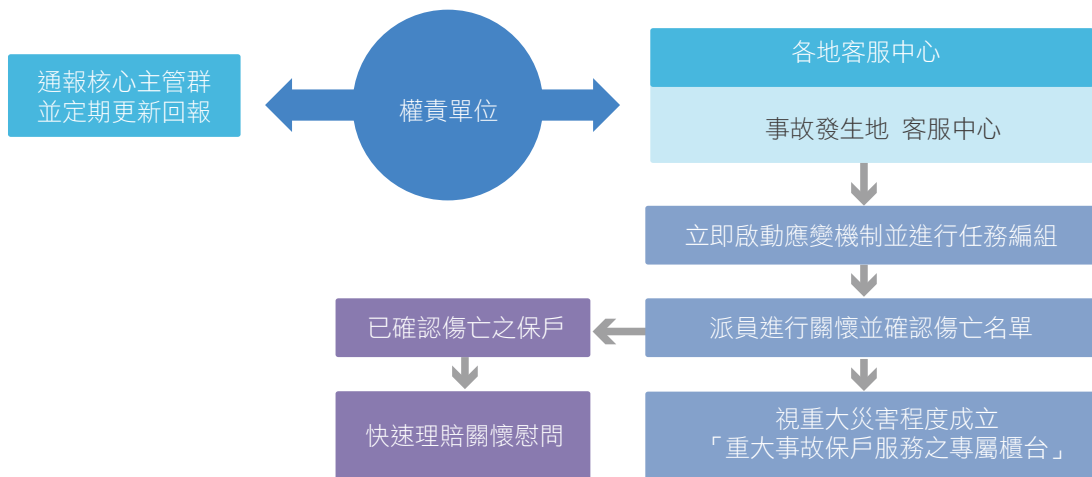 通報核心主管群
並定期更新回報
權責單位
各地客服中心
事故發生地 客服中心
立即啟動應變機制並進行任務編組
已確認傷亡之保戶
派員進行關懷並確認傷亡名單
快速理賠關懷慰問
視重大災害程度成立
「重大事故保戶服務之專屬櫃台」